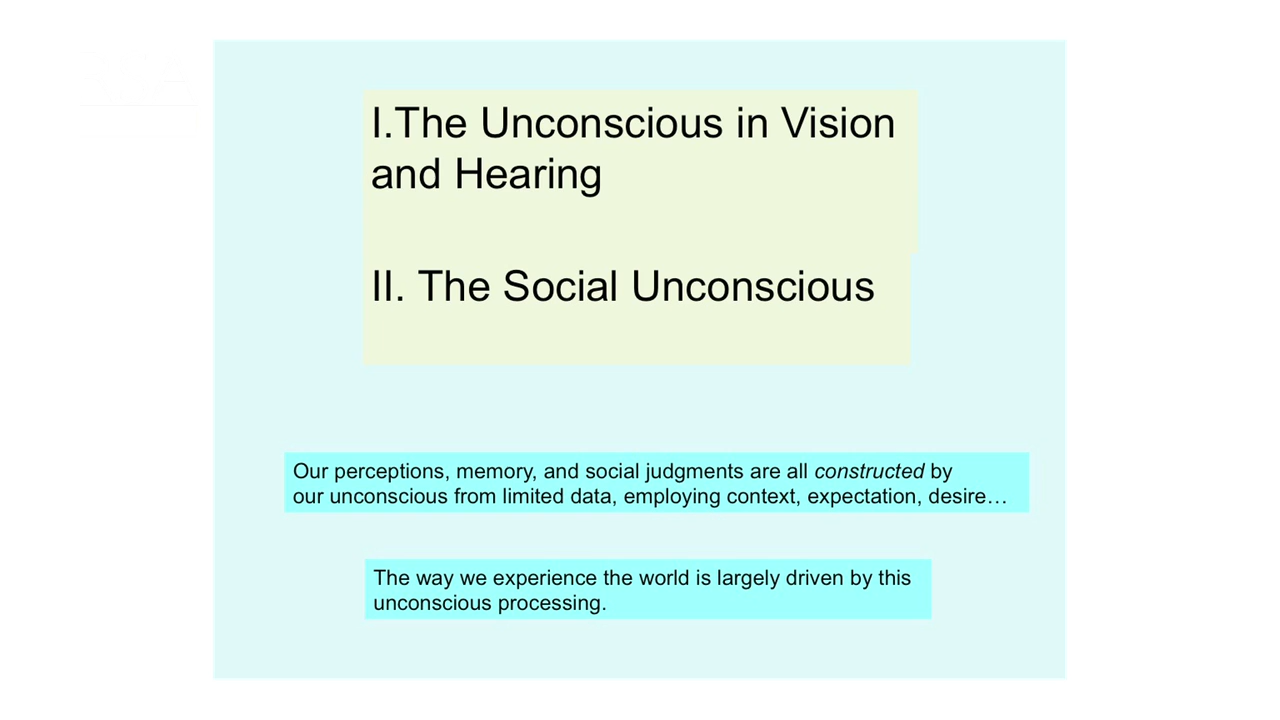 I.The Unconscious in Vision
and Hearing
II. The Social Unconscious
Our perceptions, memory, and social judgments are all constructed by
our unconscious from limited data, employing context, expectation, desire…
The way we experience the world is largely driven by this
unconscious processing.